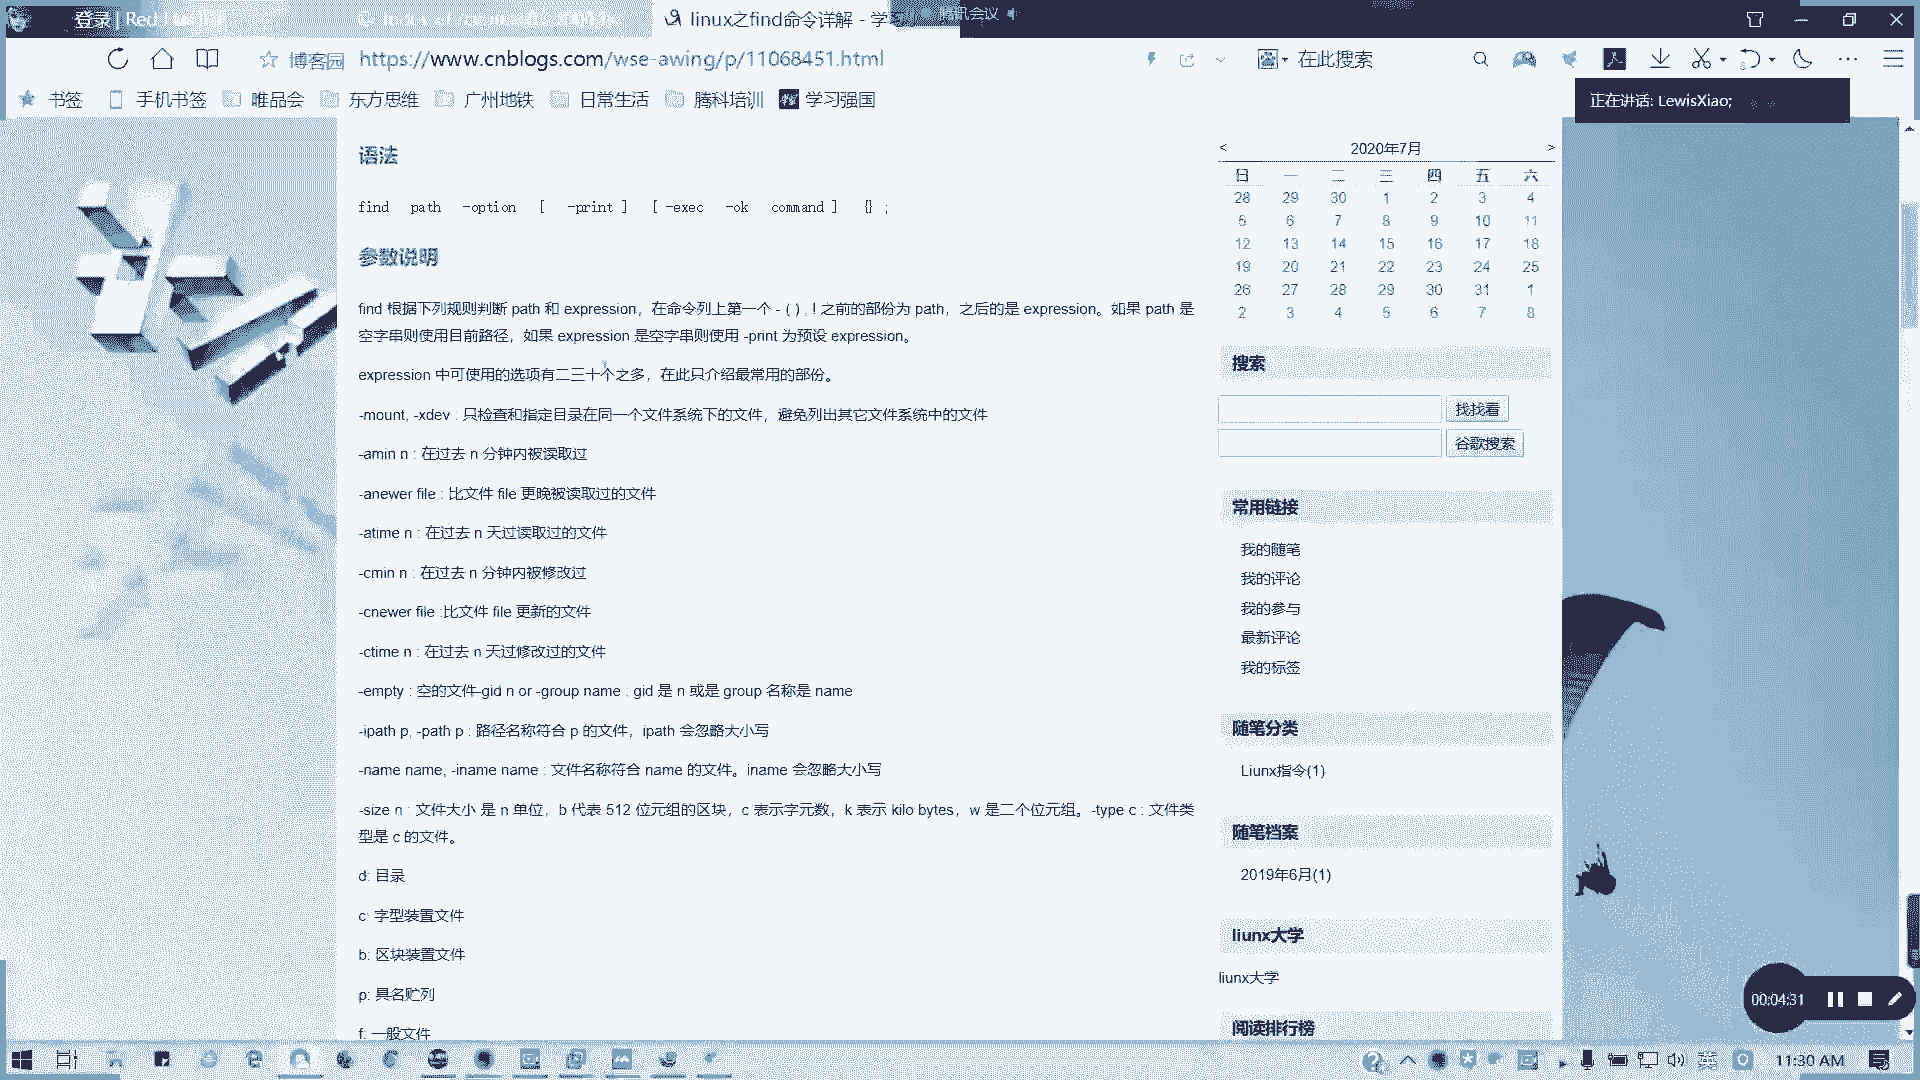 登录 | Red
linux之find命令详解 - 学习
腾讯会议
博客园 https://www.cnblogs.com/wse-awing/p/11068451.html
在此搜索
书签 手机书签 唯品会 东方思维 广州地铁 日常生活 腾科培训 学习强国
正在讲话: LewisXiao;
语法
find path -option [ -print ] [ -exec -ok command ] {} ;
参数说明
find 根据下列规则判断 path 和 expression，在命令列上第一个 - ( ) , ! 之前的部份为 path，之后的是 expression。如果 path 是
空字串则使用目前路径，如果 expression 是空字串则使用 -print 为预设 expression。
expression 中可使用的选项有二三十个之多，在此只介绍最常用的部份。
-mount, -xdev : 只检查和指定目录在同一个文件系统下的文件，避免列出其它文件系统中的文件
-amin n : 在过去 n 分钟内被读取过
-anewer file : 比文件 file 更晚被读取过的文件
-atime n : 在过去 n 天过读取过的文件
-cmin n : 在过去 n 分钟内被修改过
-cnewer file :比文件 file 更新的文件
-ctime n : 在过去 n 天过修改过的文件
-empty : 空的文件-gid n or -group name : gid 是 n 或是 group 名称是 name
-ipath p, -path p : 路径名称符合 p 的文件，ipath 会忽略大小写
-name name, -iname name : 文件名称符合 name 的文件。iname 会忽略大小写
-size n : 文件大小 是 n 单位，b 代表 512 位元组的区块，c 表示字元数，k 表示 kilo bytes，w 是二个位元组。-type c : 文件类
型是 c 的文件。
d: 目录
c: 字型装置文件
b: 区块装置文件
p: 具名贮列
f: 一般文件
< 2020年7月 >
日 一 二 三 四 五 六
28 29 30 1 2 3 4
5 6 7 8 9 10 11
12 13 14 15 16 17 18
19 20 21 22 23 24 25
26 27 28 29 30 31 1
2 3 4 5 6 7 8
搜索
找找看
谷歌搜索
常用链接
我的随笔
我的评论
我的参与
最新评论
我的标签
随笔分类
Liunx指令(1)
随笔档案
2019年6月(1)
liunx大学
liunx大学
阅读排行榜
00:04:31
英
11:30 AM